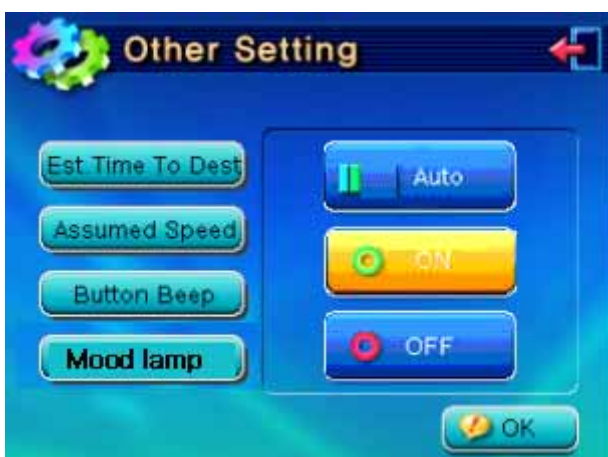 Other Setting
Est Time To Dest
Assumed Speed
Button Beep
Mood lamp
Auto
ON
OFF
OK